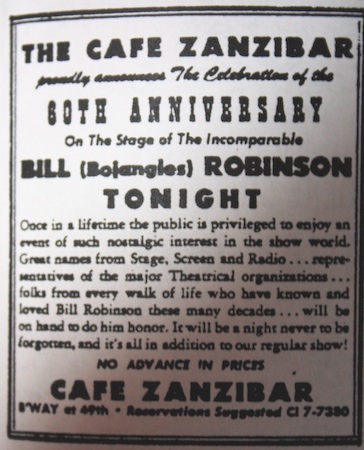 THE CAFE ZANZIBAR
proudly announces The Celebration of the
60TH ANNIVERSARY
On The Stage of The Incomparable
BILL (Bojangles) ROBINSON
TONIGHT
Once in a lifetime the public is privileged to enjoy an
event of such nostalgic interest in the show world.
Great names from Stage, Screen and Radio . . . repre-
sentatives of the major Theatrical organizations . . .
folks from every walk of life who have known and
loved Bill Robinson these many decades . . . will be
on hand to do him honor. It will be a night never to be
forgotten, and it's all in addition to our regular show!
NO ADVANCE IN PRICES
CAFE ZANZIBAR
B'WAY at 49th • Reservations Suggested CI 7-7380